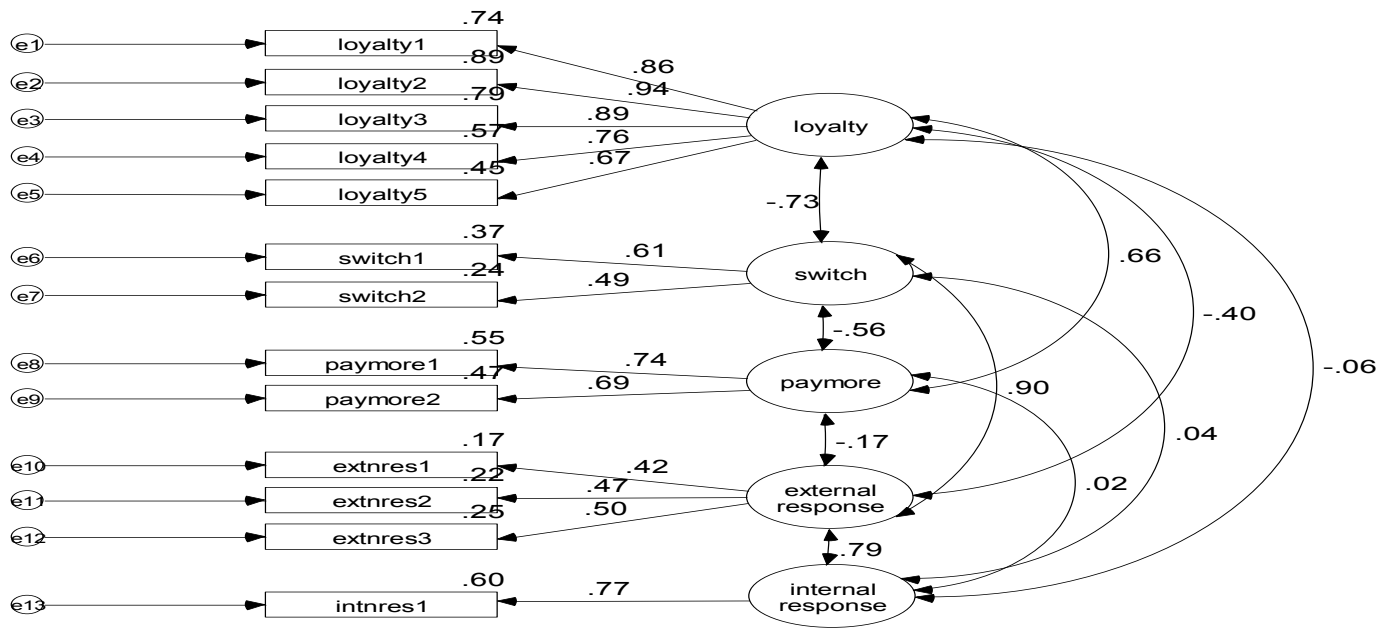 .74
e1
loyalty1
.86
.89
e2
loyalty2
.94
.79
e3
loyalty3
.89
loyalty
.57
e4
loyalty4
.76
.45
e5
loyalty5
.67
-.73
.37
e6
switch1
.61
switch
.66
.24
e7
switch2
.49
-.40
.55
-.56
e8
paymore1
.74
-.06
.47
e9
paymore2
.69
paymore
.90
.04
.17
-.17
e10
extnres1
.42
.22
e11
extnres2
.47
external
response
.02
.25
e12
extnres3
.50
.79
.60
e13
intnres1
.77
internal
response